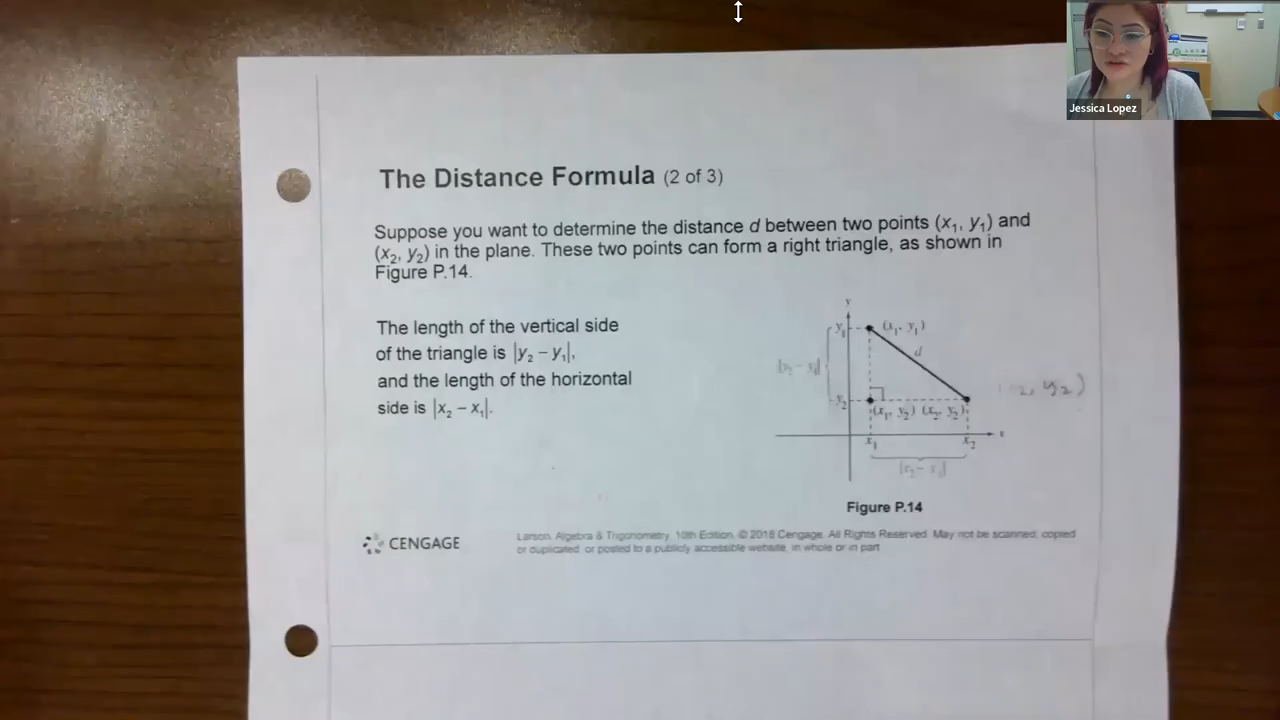 Jessica Lopez
The Distance Formula (2 of 3)
Suppose you want to determine the distance d between two points (x₁, y₁) and
(x₂, y₂) in the plane. These two points can form a right triangle, as shown in
Figure P.14.
The length of the vertical side
of the triangle is |y₂ − y₁|,
and the length of the horizontal
side is |x₂ − x₁|.
y
y₁
(x₁, y₁)
d
|y₂ − y₁|
y₂
(x₁, y₂) (x₂, y₂)
₂, y₂)
x₁
x₂
x
|x₂ − x₁|
Figure P.14
CENGAGE
Larson, Algebra & Trigonometry, 10th Edition. © 2018 Cengage. All Rights Reserved. May not be scanned, copied
or duplicated, or posted to a publicly accessible website, in whole or in part.